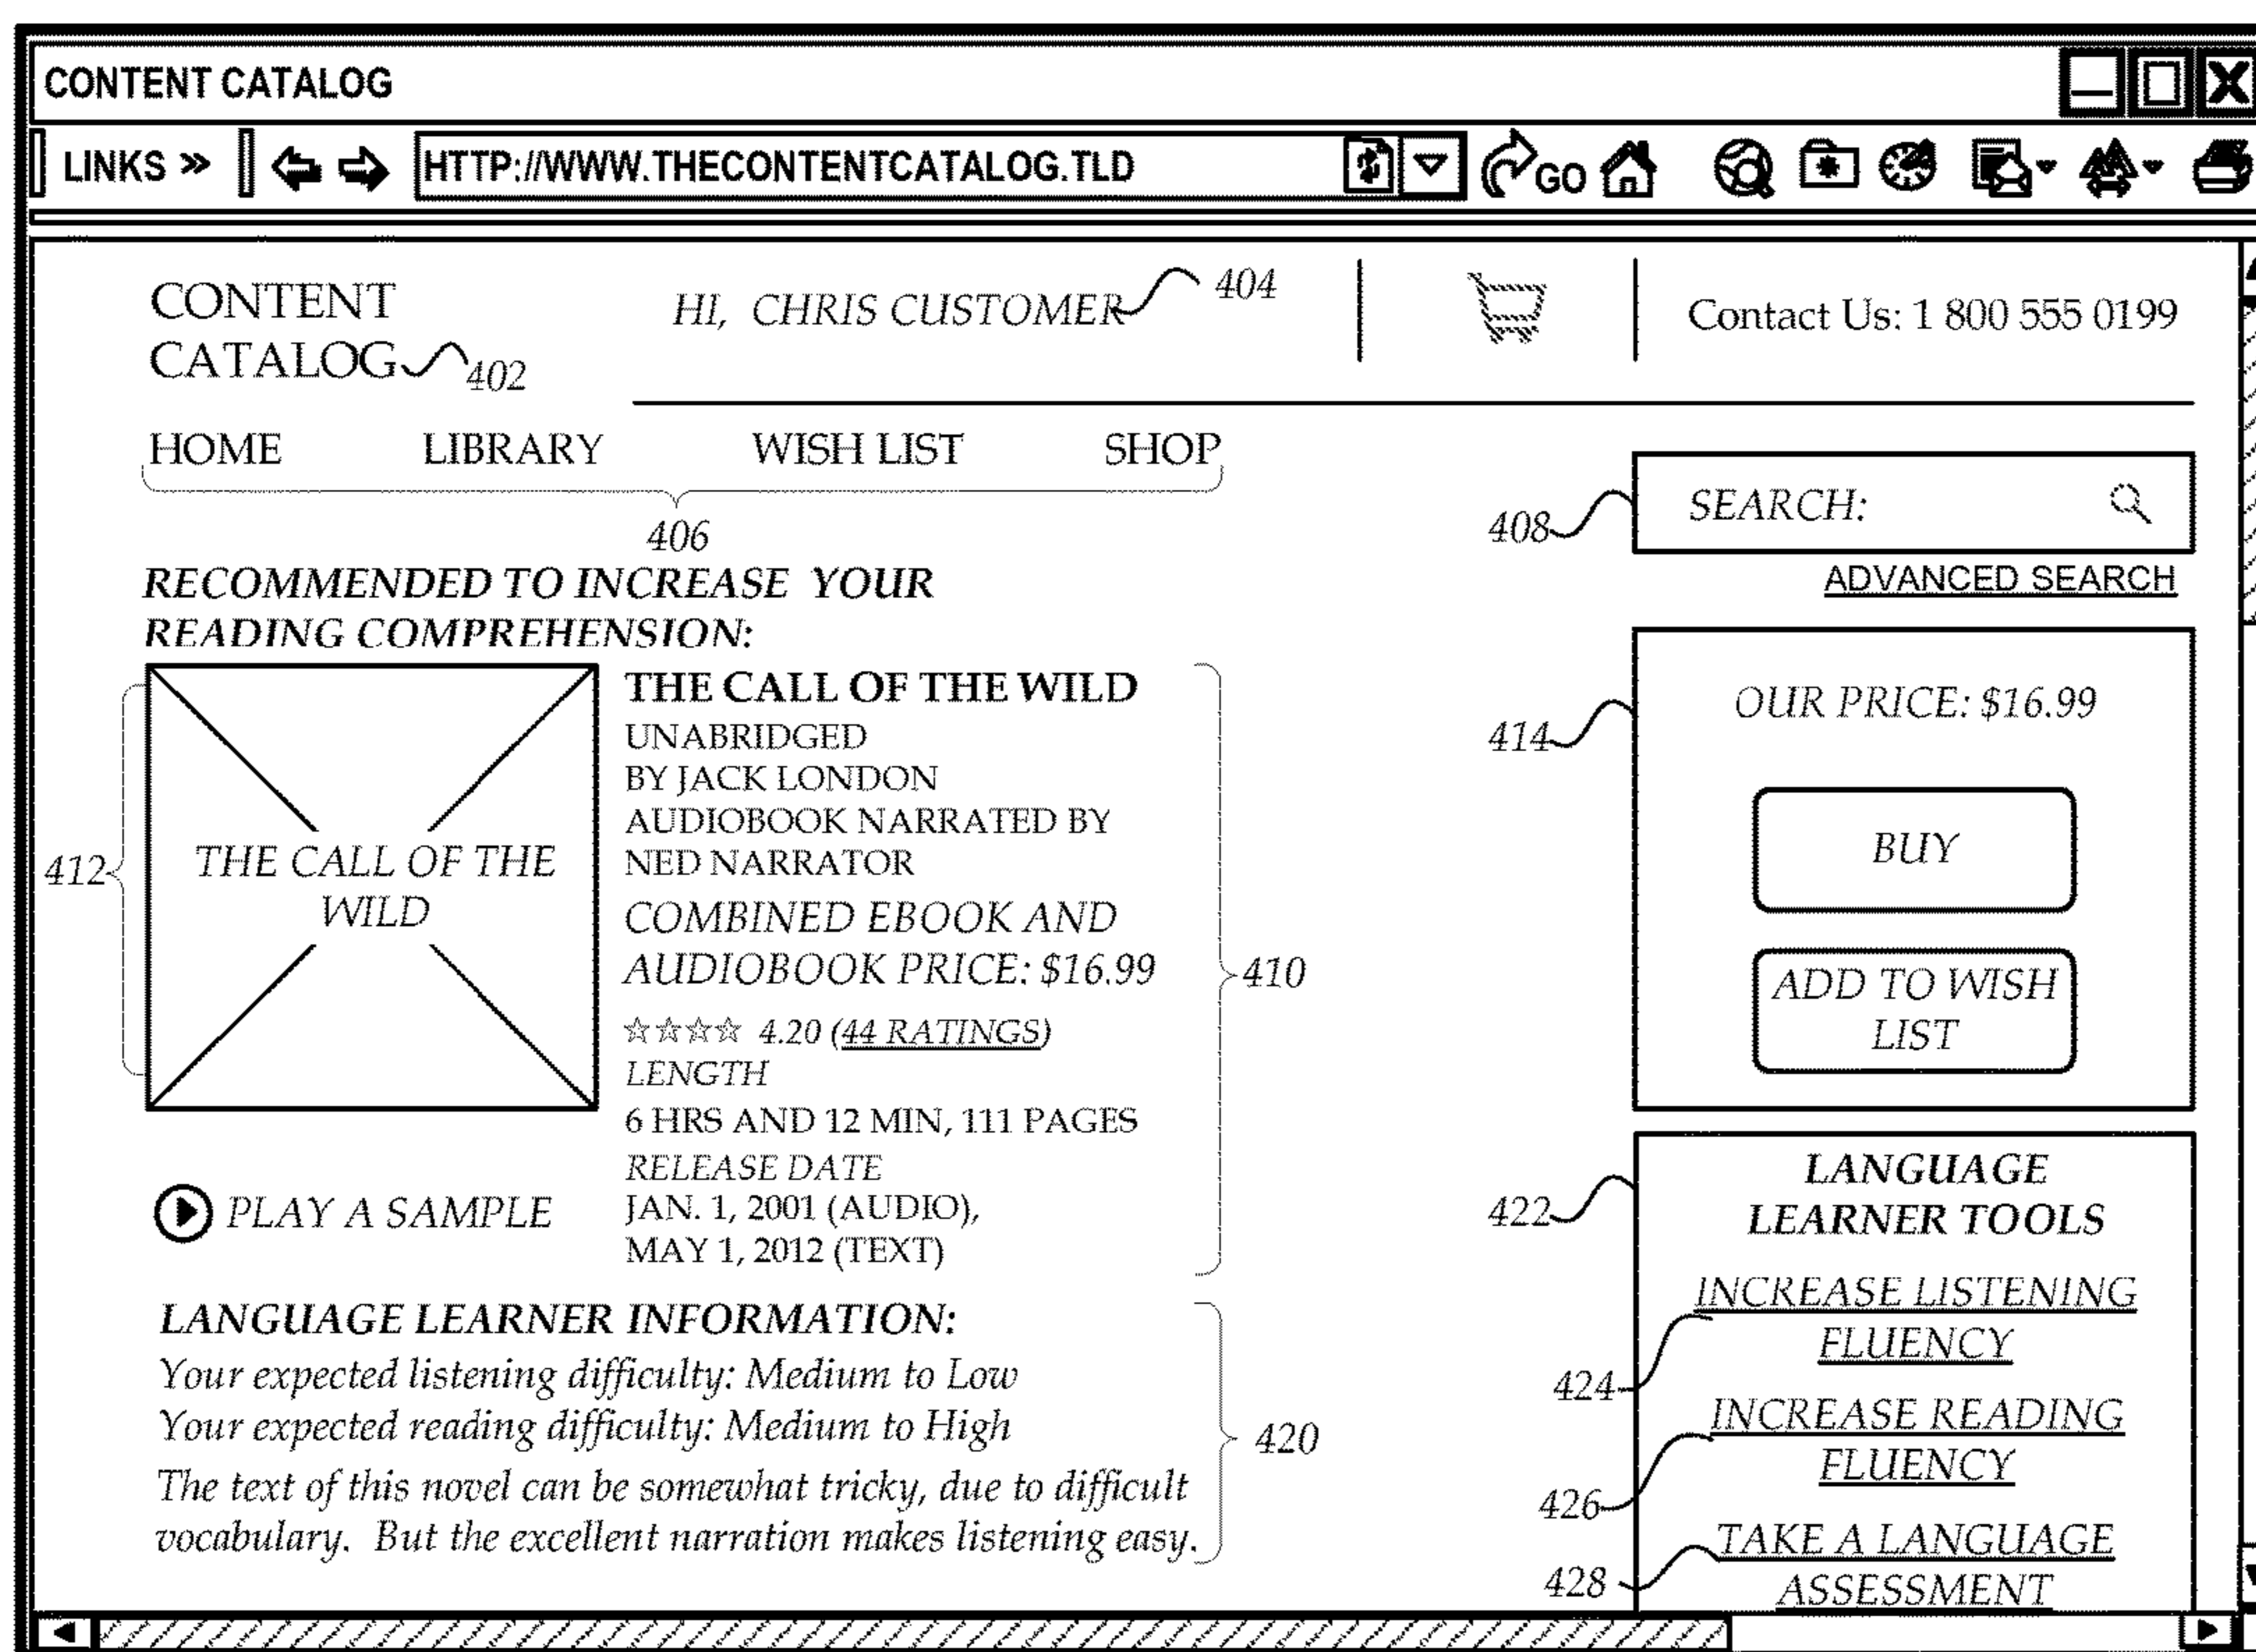 CONTENT CATALOG
LINKS »
HTTP://WWW.THECONTENTCATALOG.TLD
GO
CONTENT
CATALOG
402
HI, CHRIS CUSTOMER
404
Contact Us: 1 800 555 0199
HOME LIBRARY WISH LIST SHOP
406
408
SEARCH:
ADVANCED SEARCH
RECOMMENDED TO INCREASE YOUR
READING COMPREHENSION:
412
THE CALL OF THE
WILD
PLAY A SAMPLE
THE CALL OF THE WILD
UNABRIDGED
BY JACK LONDON
AUDIOBOOK NARRATED BY
NED NARRATOR
COMBINED EBOOK AND
AUDIOBOOK PRICE: $16.99
☆☆☆☆ 4.20 (44 RATINGS)
LENGTH
6 HRS AND 12 MIN, 111 PAGES
RELEASE DATE
JAN. 1, 2001 (AUDIO),
MAY 1, 2012 (TEXT)
410
414
OUR PRICE: $16.99
BUY
ADD TO WISH
LIST
LANGUAGE LEARNER INFORMATION:
Your expected listening difficulty: Medium to Low
Your expected reading difficulty: Medium to High
The text of this novel can be somewhat tricky, due to difficult
vocabulary. But the excellent narration makes listening easy.
420
422
LANGUAGE
LEARNER TOOLS
INCREASE LISTENING
FLUENCY
424
INCREASE READING
FLUENCY
426
TAKE A LANGUAGE
ASSESSMENT
428